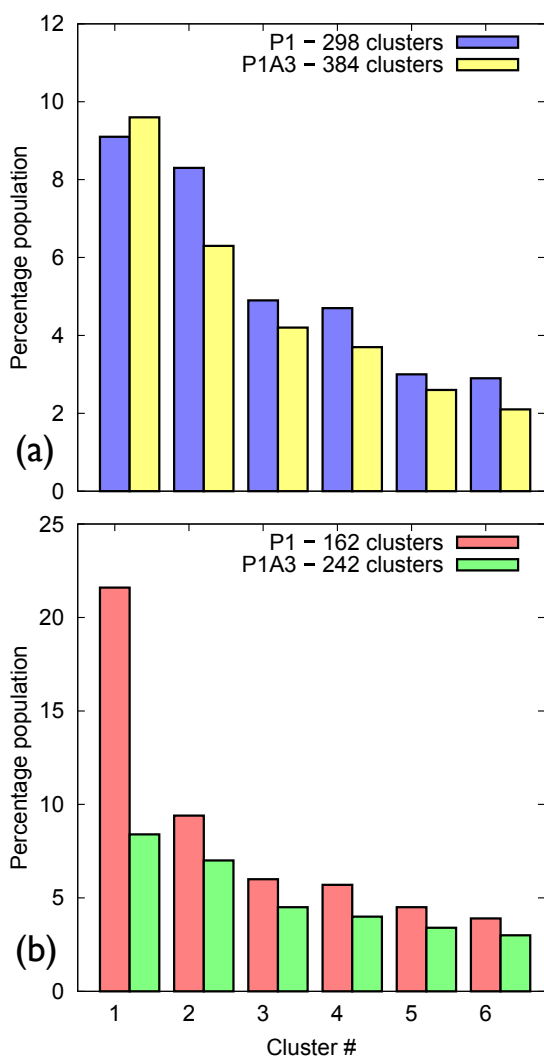 P1 − 298 clusters
P1A3 − 384 clusters
12
10
8
6
4
2
0
Percentage population
(a)
P1 − 162 clusters
P1A3 − 242 clusters
25
20
15
10
5
0
Percentage population
(b)
1 2 3 4 5 6
Cluster #